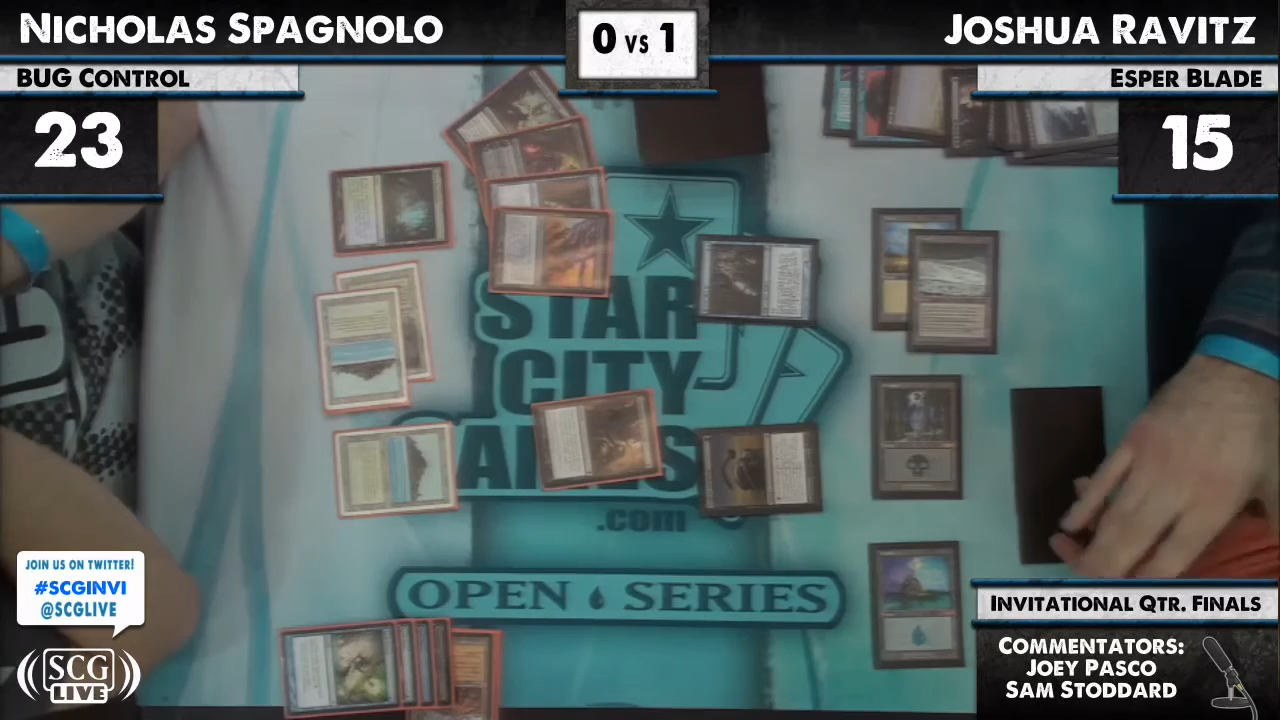 NICHOLAS SPAGNOLO
0 VS 1
JOSHUA RAVITZ
BUG CONTROL
ESPER BLADE
23
15
STAR
CITY
GAMES
.com
OPEN SERIES
JOIN US ON TWITTER!
#SCGINVI
@SCGLIVE
SCG
LIVE
INVITATIONAL QTR. FINALS
COMMENTATORS:
JOEY PASCO
SAM STODDARD